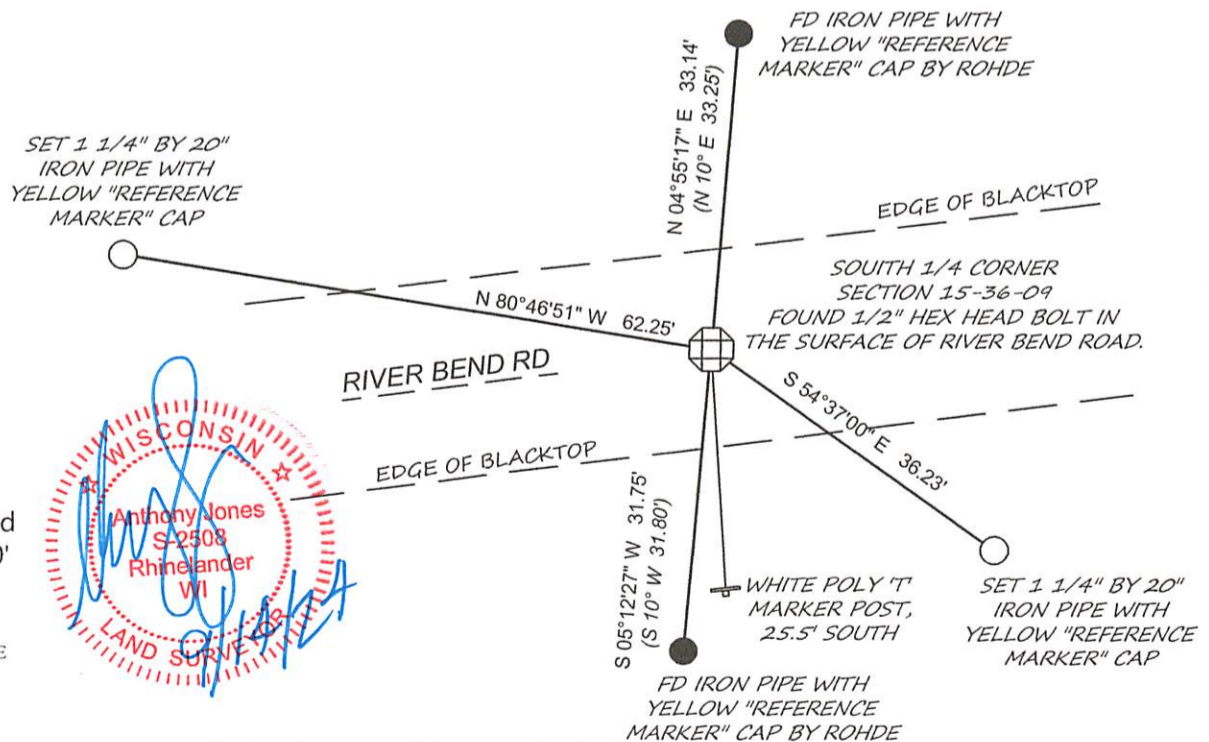 FD IRON PIPE WITH
YELLOW "REFERENCE
MARKER" CAP BY ROHDE
N 04°55'17" E 33.14'
(N 10° E 33.25')
SET 1 1/4" BY 20"
IRON PIPE WITH
YELLOW "REFERENCE
MARKER" CAP
EDGE OF BLACKTOP
N 80°46'51" W 62.25'
SOUITH 1/4 CORNER
SECTION 15-36-09
FOUND 1/2" HEX HEAD BOLT IN
THE SURFACE OF RIVER BEND ROAD.
RIVER BEND RD
S 54°37'00" E 36.23'
EDGE OF BLACKTOP
WISCONSIN
Anthony Jones
S-2508
Rhinelander
WI
LAND SURVEYOR
S 05°12'27" W 31.75'
(S 10° W 31.80')
WHITE POLY 'T'
MARKER POST,
25.5' SOUTH
SET 1 1/4" BY 20"
IRON PIPE WITH
YELLOW "REFERENCE
MARKER" CAP
FD IRON PIPE WITH
YELLOW "REFERENCE
MARKER" CAP BY ROHDE